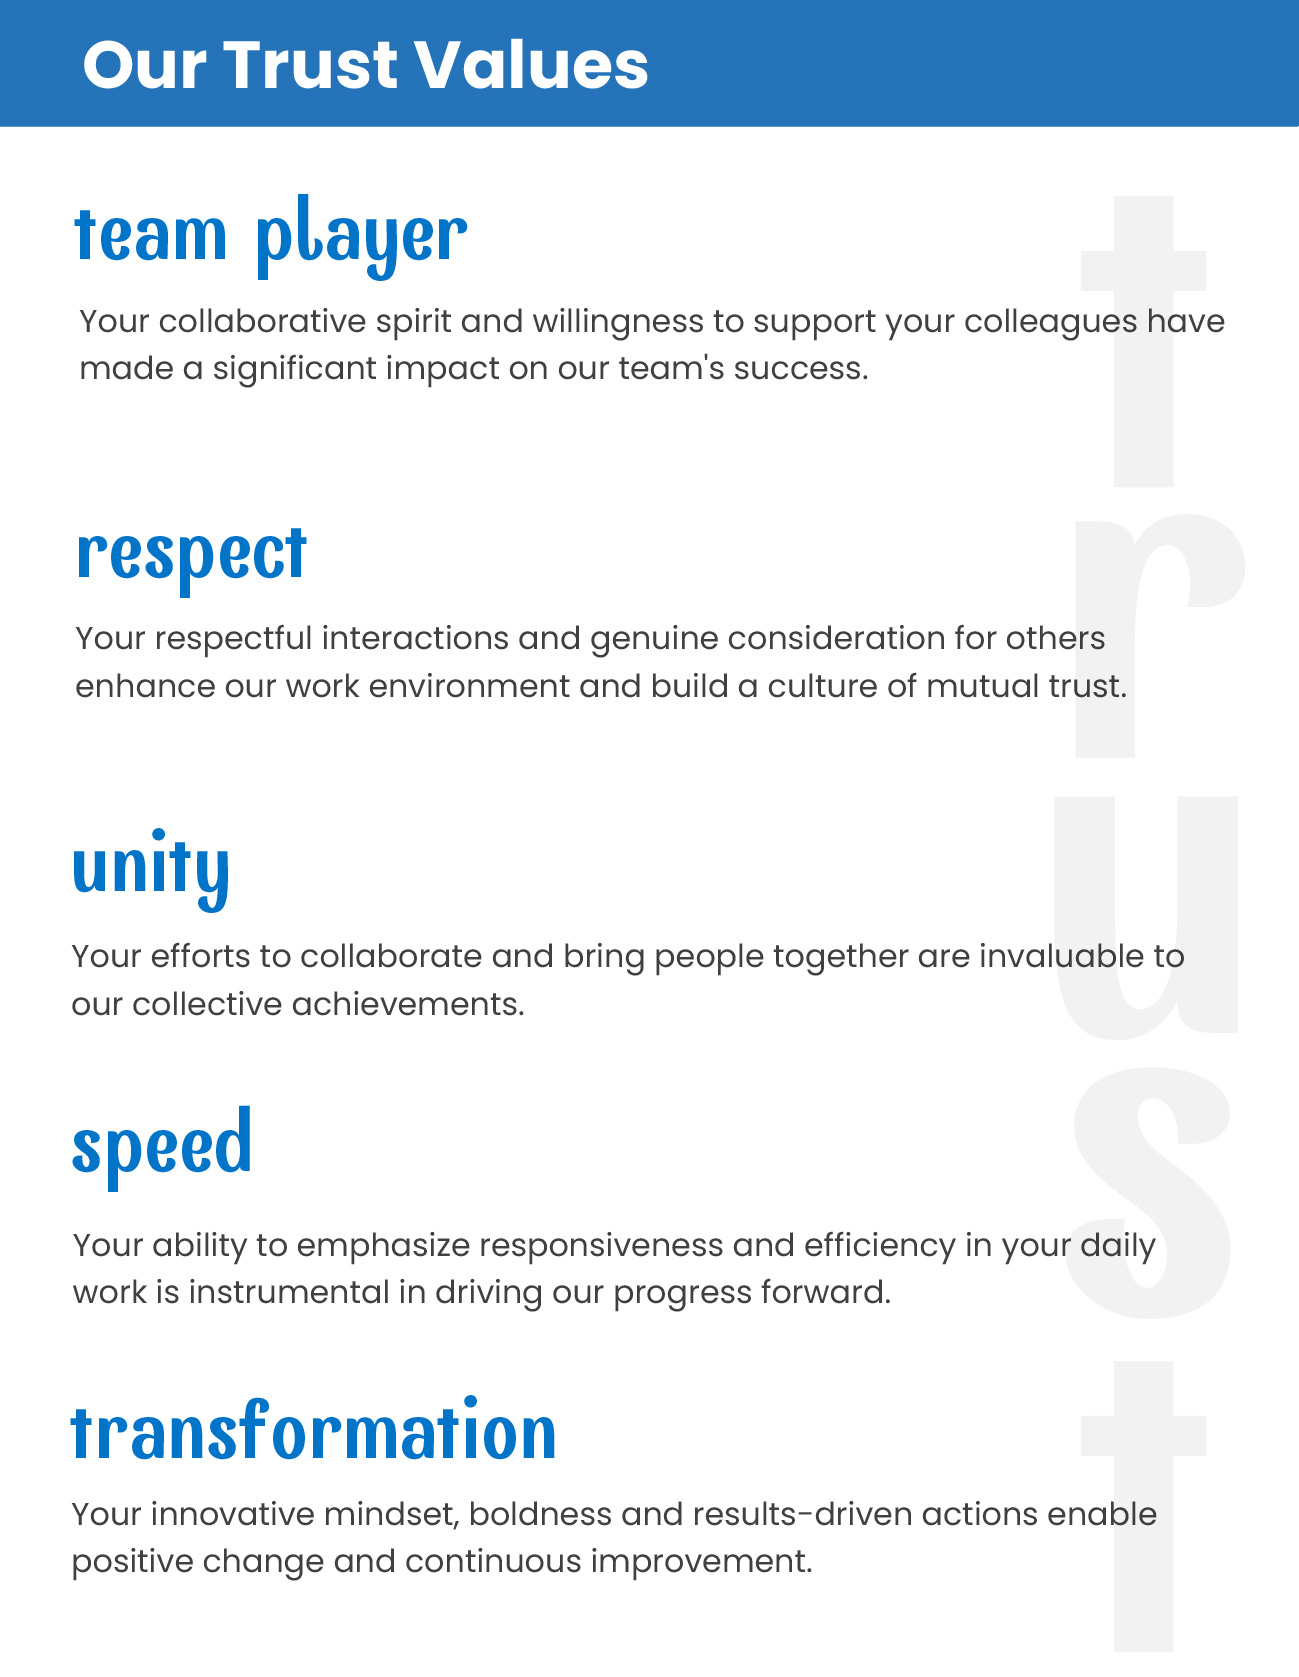 Our Trust Values
team player
Your collaborative spirit and willingness to support your colleagues have
made a significant impact on our team's success.
respect
Your respectful interactions and genuine consideration for others
enhance our work environment and build a culture of mutual trust.
unity
Your efforts to collaborate and bring people together are invaluable to
our collective achievements.
speed
Your ability to emphasize responsiveness and efficiency in your daily
work is instrumental in driving our progress forward.
transformation
Your innovative mindset, boldness and results-driven actions enable
positive change and continuous improvement.
trust